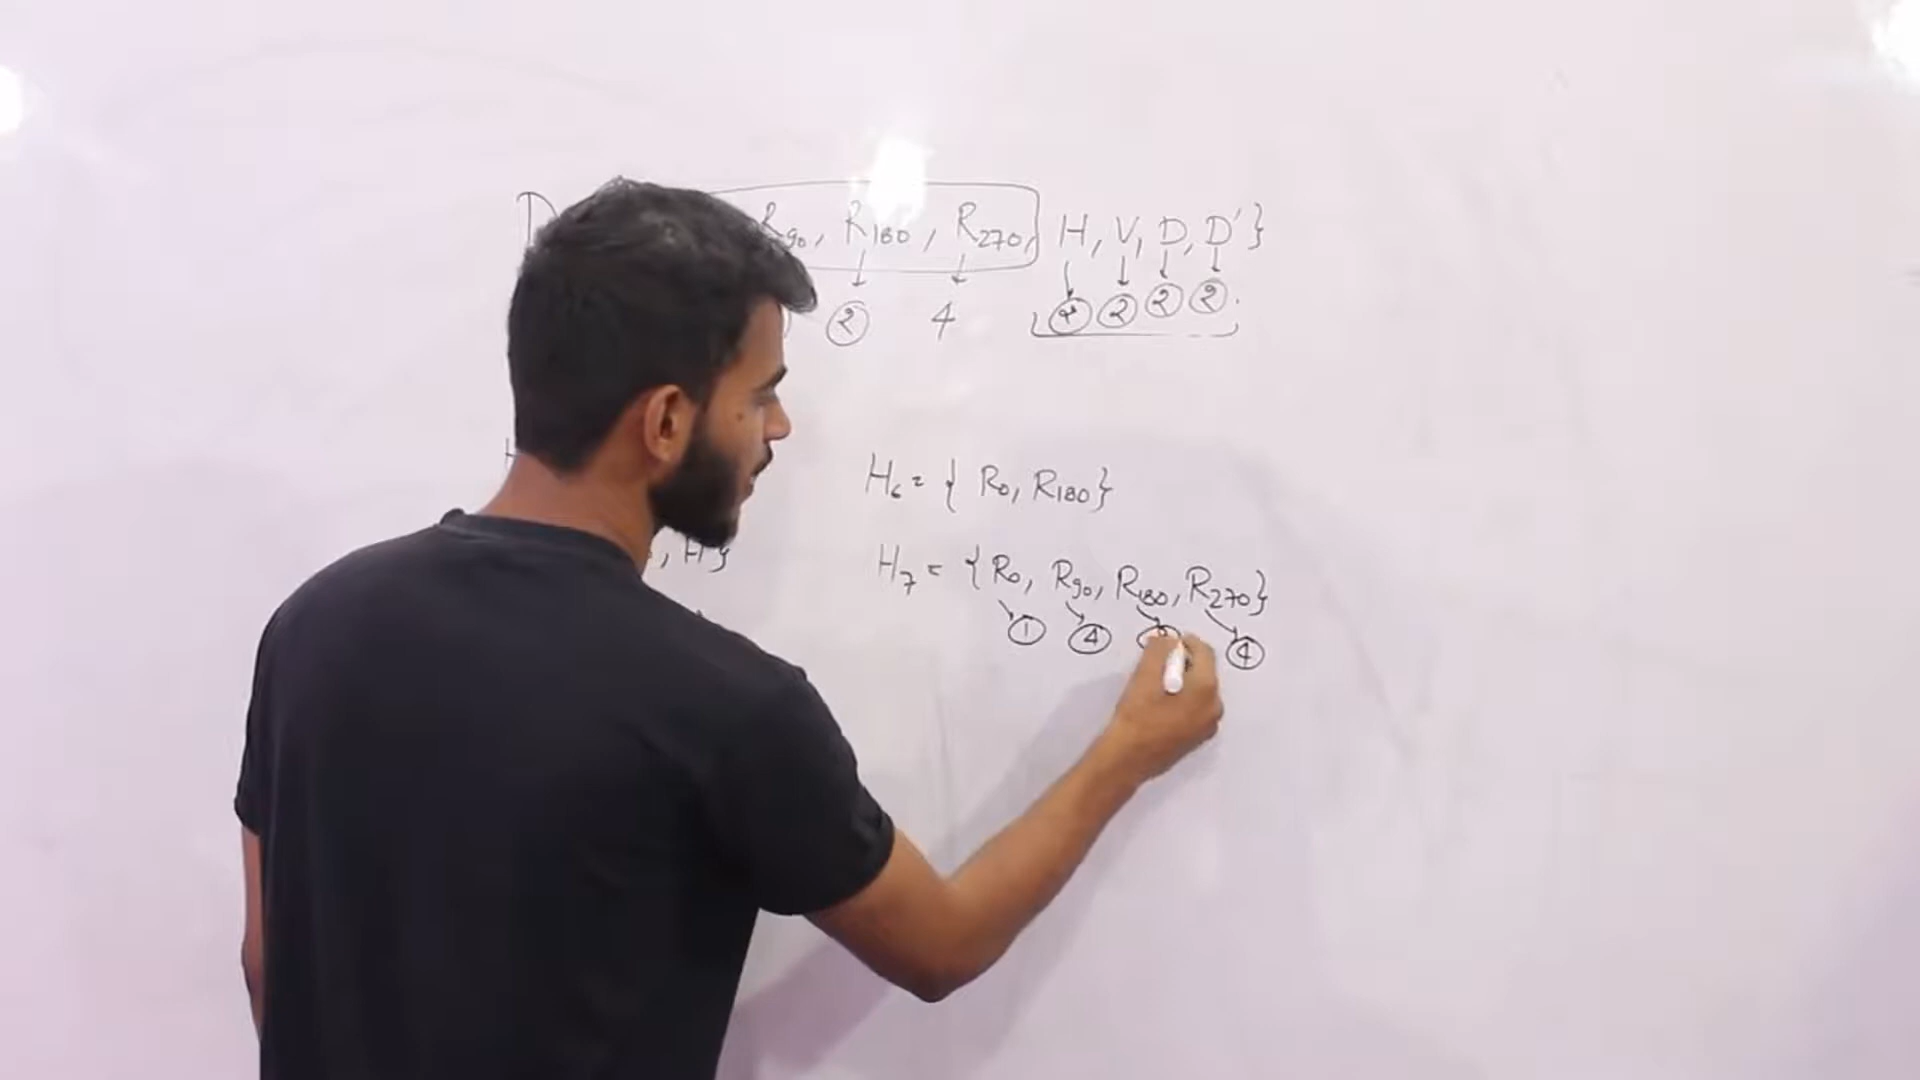 D R₉₀, R₁₈₀, R₂₇₀, H, V, D, D'}
② 4 ② ② ② ②
H₆ = { R₀, R₁₈₀}
, H}
H₇ = { R₀, R₉₀, R₁₈₀, R₂₇₀}
① ④ ④